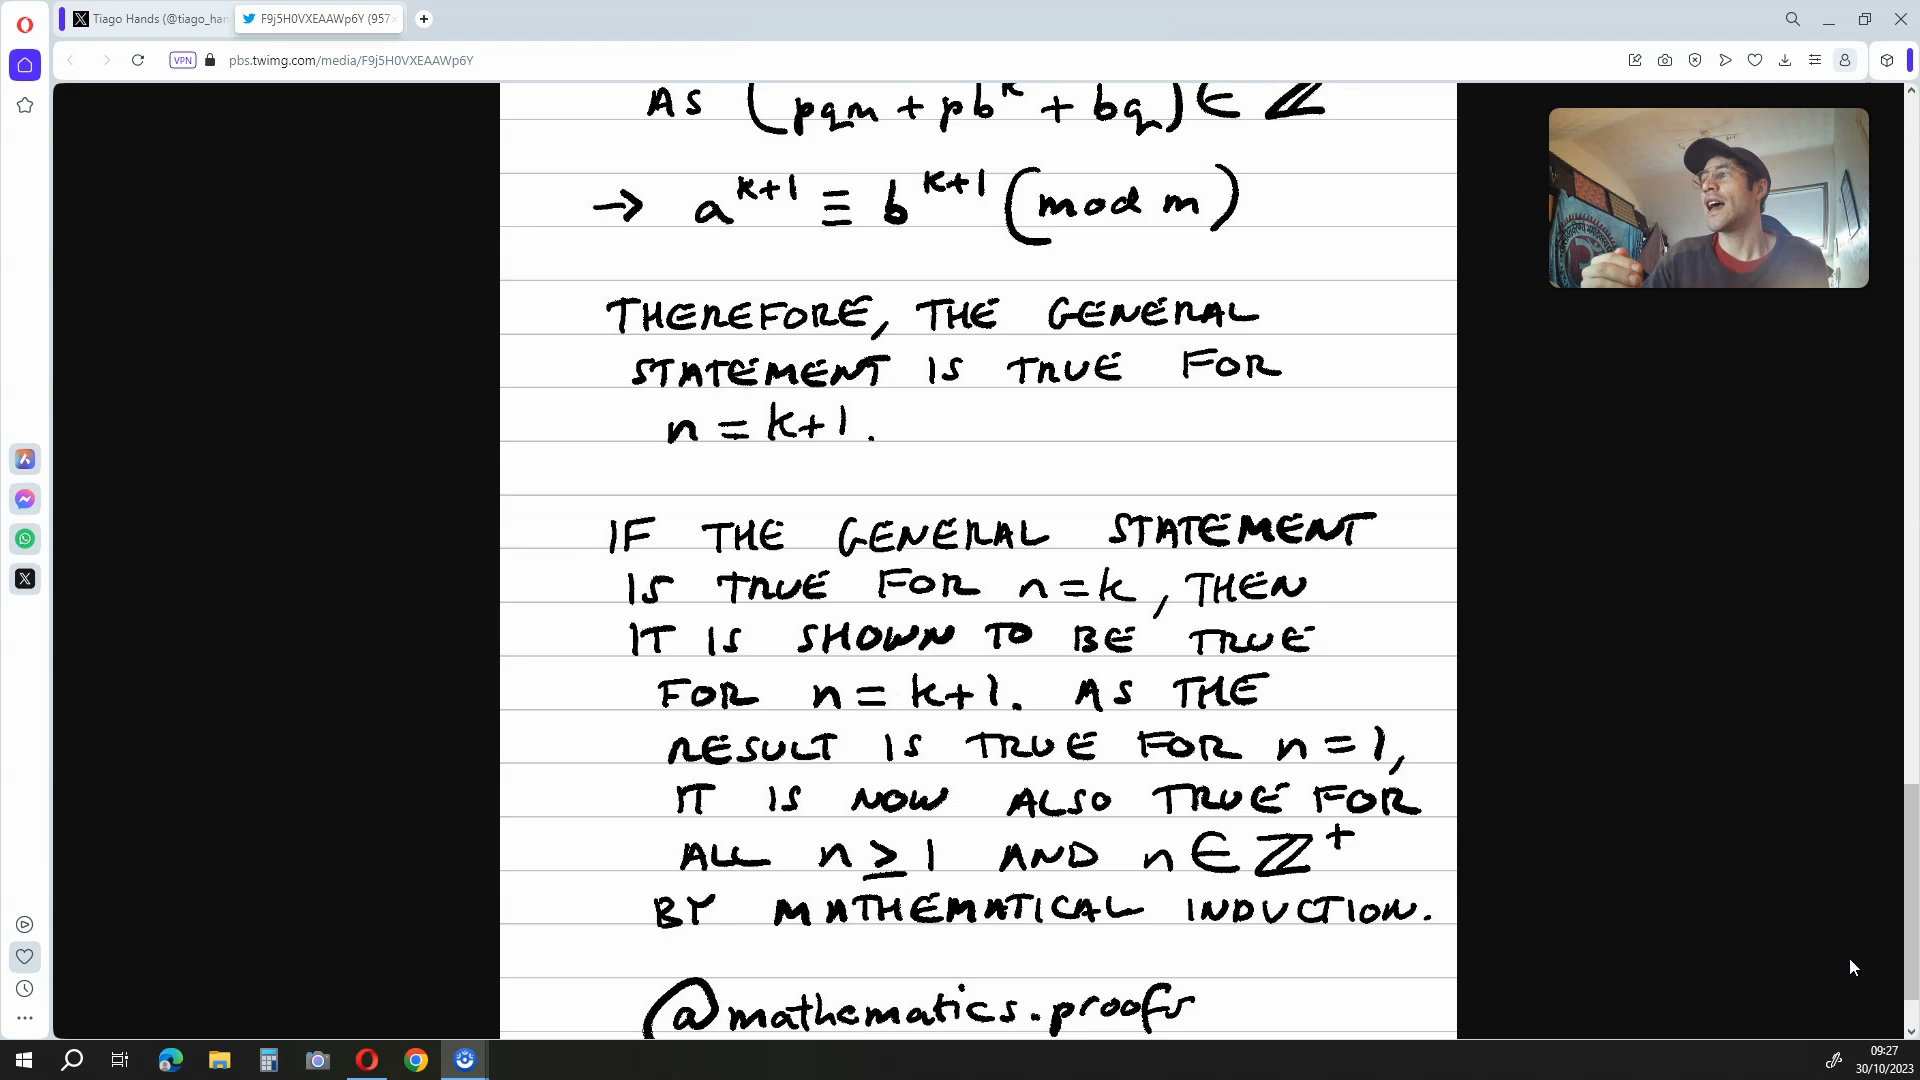 Tiago Hands (@tiago_han
F9j5H0VXEAAWp6Y (957
VPN
pbs.twimg.com/media/F9j5H0VXEAAWp6Y
AS (pqm + pb^k + bq) ∈ ℤ
→ a^{k+1} ≡ b^{k+1} (mod m)
THEREFORE, THE GENERAL
STATEMENT IS TRUE FOR
n = k+1.
IF THE GENERAL STATEMENT
IS TRUE FOR n = k, THEN
IT IS SHOWN TO BE TRUE
FOR n = k+1. AS THE
RESULT IS TRUE FOR n = 1,
IT IS NOW ALSO TRUE FOR
ALL n ≥ 1 AND n ∈ ℤ⁺
BY MATHEMATICAL INDUCTION.
@mathematics.proofs
09:27
30/10/2023